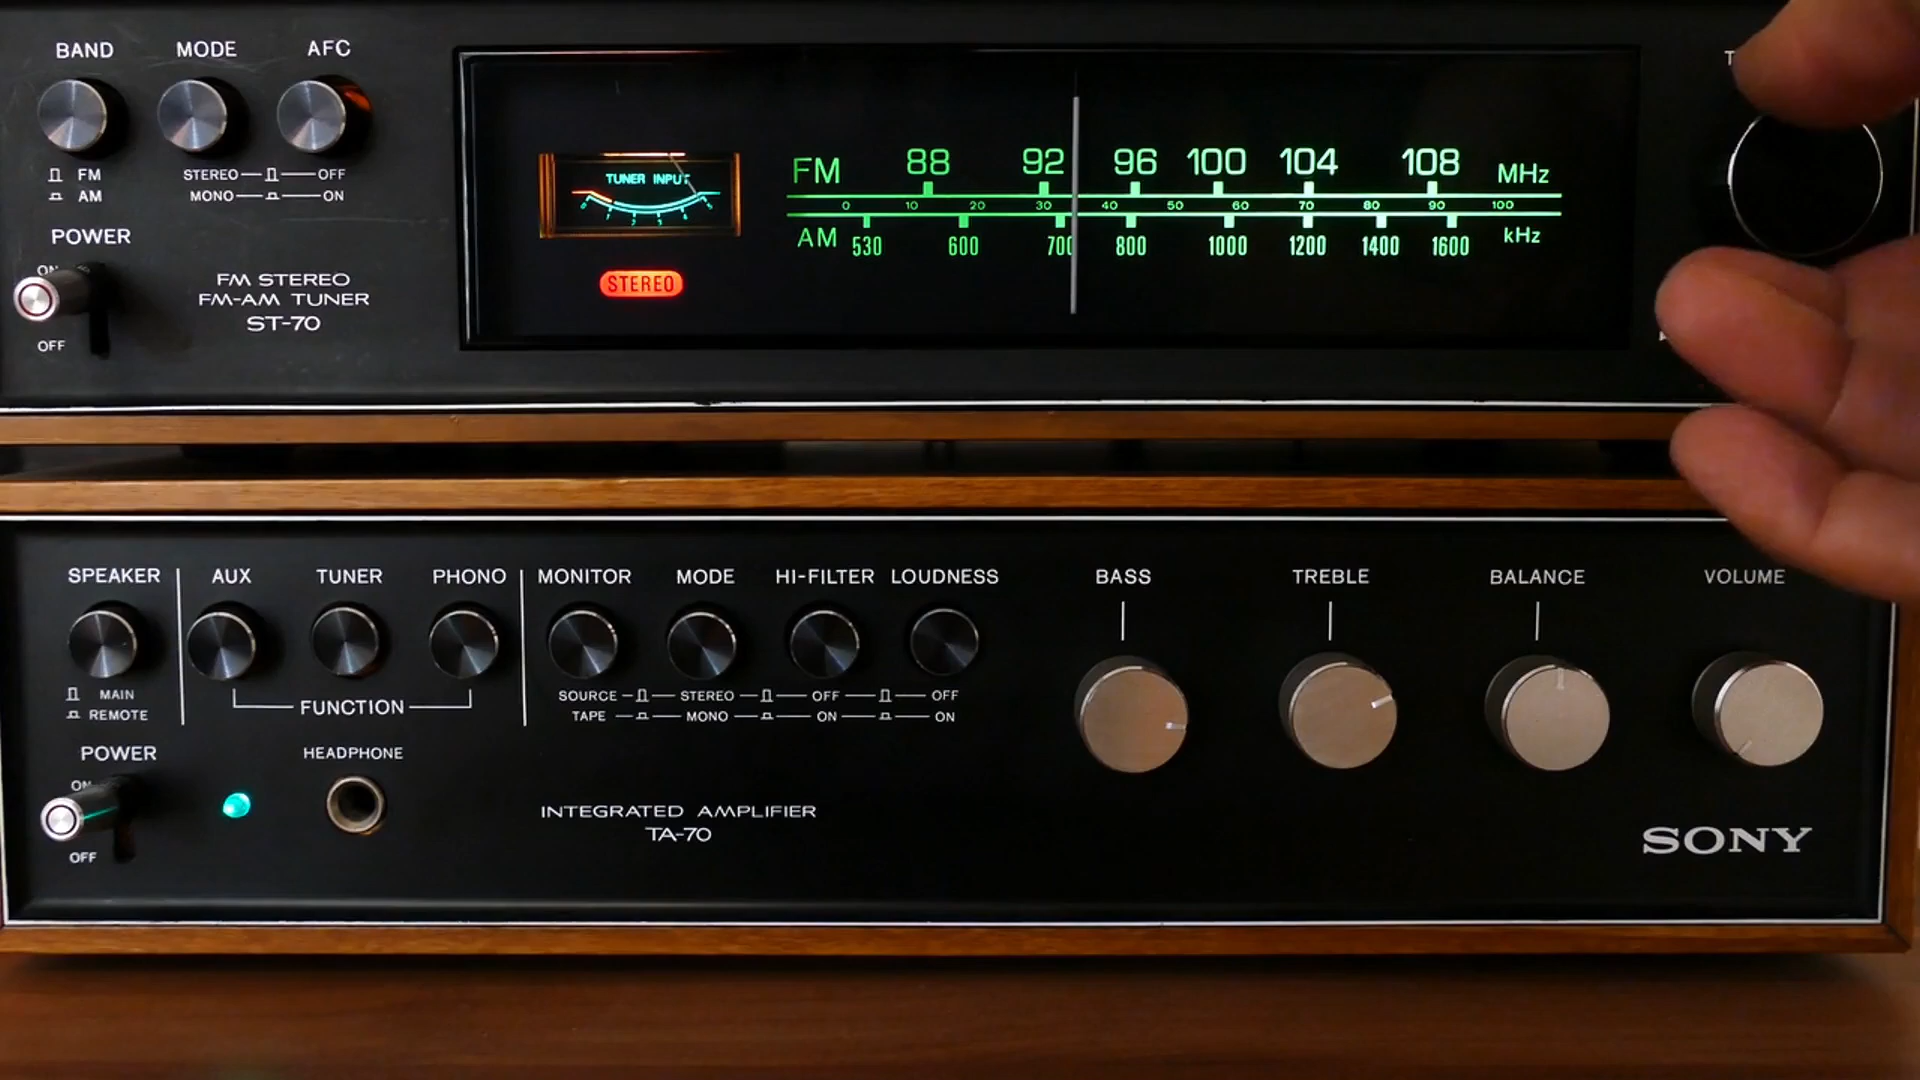 BAND MODE AFC
FM STEREO OFF
AM MONO ON
POWER
ON
OFF
FM STEREO
FM-AM TUNER
ST-70
TUNER INPUT
STEREO
FM 88 92 96 100 104 108 MHz
0 10 20 30 40 50 60 70 80 90 100
AM 530 600 700 800 1000 1200 1400 1600 kHz
SPEAKER AUX TUNER PHONO MONITOR MODE HI-FILTER LOUDNESS BASS TREBLE BALANCE VOLUME
MAIN SOURCE STEREO OFF OFF
REMOTE FUNCTION TAPE MONO ON ON
POWER HEADPHONE
ON
OFF
INTEGRATED AMPLIFIER
TA-70
SONY